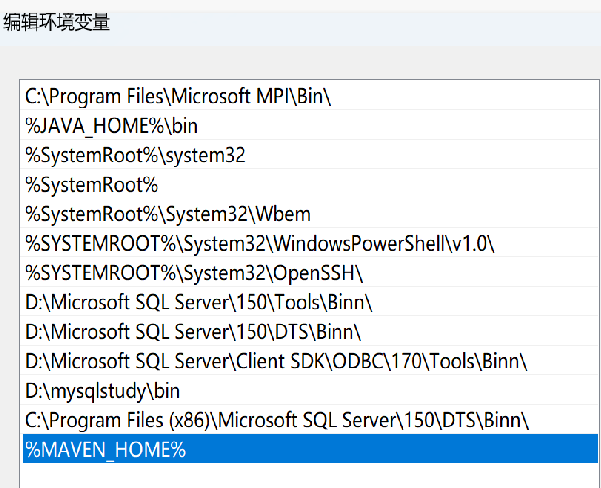 编辑环境变量
C:\Program Files\Microsoft MPI\Bin\
%JAVA_HOME%\bin
%SystemRoot%\system32
%SystemRoot%
%SystemRoot%\System32\Wbem
%SYSTEMROOT%\System32\WindowsPowerShell\v1.0\
%SYSTEMROOT%\System32\OpenSSH\
D:\Microsoft SQL Server\150\Tools\Binn\
D:\Microsoft SQL Server\150\DTS\Binn\
D:\Microsoft SQL Server\Client SDK\ODBC\170\Tools\Binn\
D:\mysqlstudy\bin
C:\Program Files (x86)\Microsoft SQL Server\150\DTS\Binn\
%MAVEN_HOME%